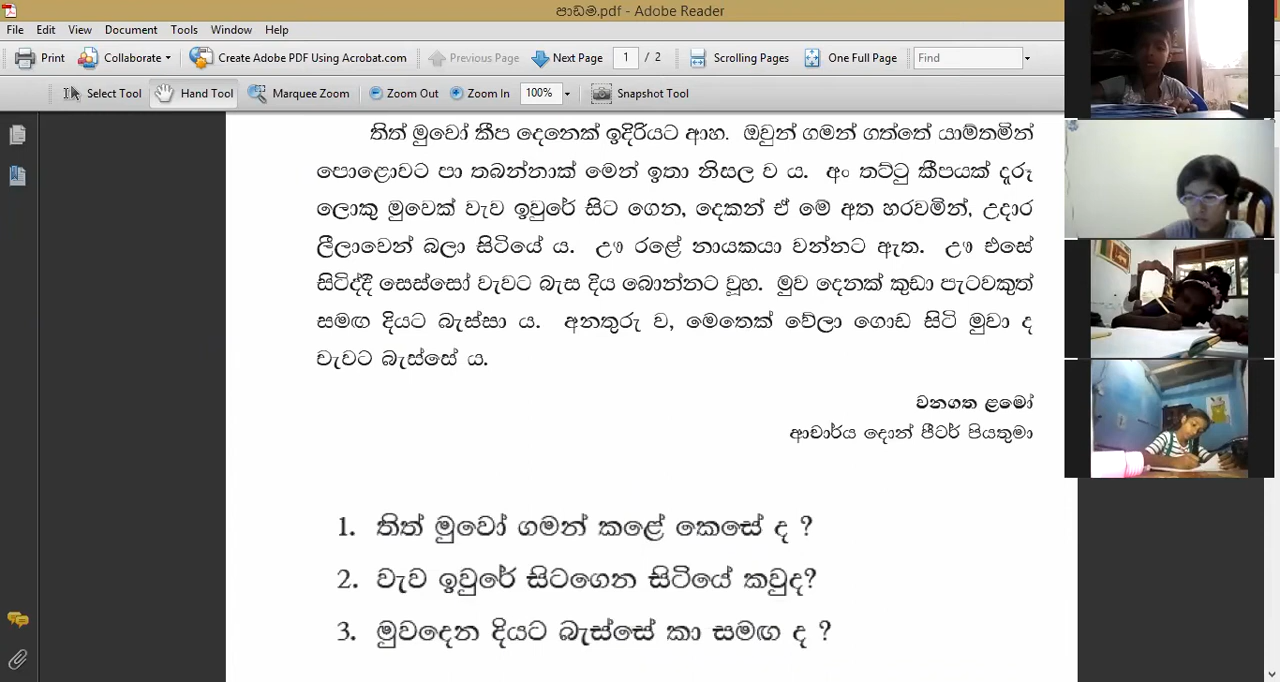 පාඩම.pdf - Adobe Reader
File Edit View Document Tools Window Help
Print Collaborate Create Adobe PDF Using Acrobat.com Previous Page Next Page 1 / 2 Scrolling Pages One Full Page Find
Select Tool Hand Tool Marquee Zoom Zoom Out Zoom In 100% Snapshot Tool
තිත් මුවෝ කීප දෙනෙක් ඉදිරියට ආහ. ඔවුන් ගමන් ගත්තේ යාම්තමින්
පොළොවට පා තබන්නාක් මෙන් ඉතා නිසල ව ය. අං තට්ටු කීපයක් දැරූ
ලොකු මුවෙක් වැව ඉවුරේ සිට ගෙන, දෙකන් ඒ මේ අත හරවමින්, උදාර
ලීලාවෙන් බලා සිටියේ ය. ඌ රළේ නායකයා වන්නට ඇත. ඌ එසේ
සිටිද්දී සෙස්සෝ වැවට බැස දිය බොන්නට වූහ. මුව දෙනක් කුඩා පැටවකුත්
සමඟ දියට බැස්සා ය. අනතුරු ව, මෙතෙක් වේලා ගොඩ සිටි මුවා ද
වැවට බැස්සේ ය.
වනගත ළමෝ
ආචාර්ය දොන් පීටර් පියතුමා
1. තිත් මුවෝ ගමන් කළේ කෙසේ ද ?
2. වැව ඉවුරේ සිටගෙන සිටියේ කවුද?
3. මුවදෙන දියට බැස්සේ කා සමඟ ද ?